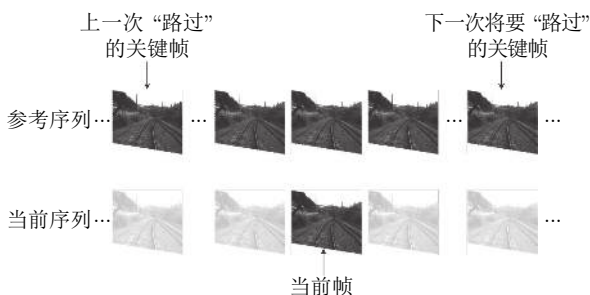 上一次“路过”
的关键帧
下一次将要“路过”
的关键帧
参考序列… … … …
当前序列… … … …
当前帧